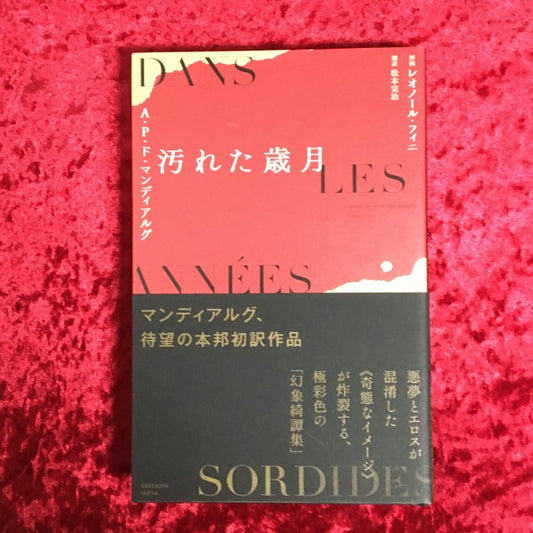 DANS
LES
ANNÉES
SORDIDES
汚れた歳月
A・P・ド・マンディアルグ
挿画 レオノール・フィニ
編訳 松本完治
マンディアルグ、
待望の本邦初訳作品
悪夢とエロスが
混淆した
《奇態なイメージ》
が炸裂する、
極彩色の
「幻象綺譚集」
ÉDITIONS
IRÈNE